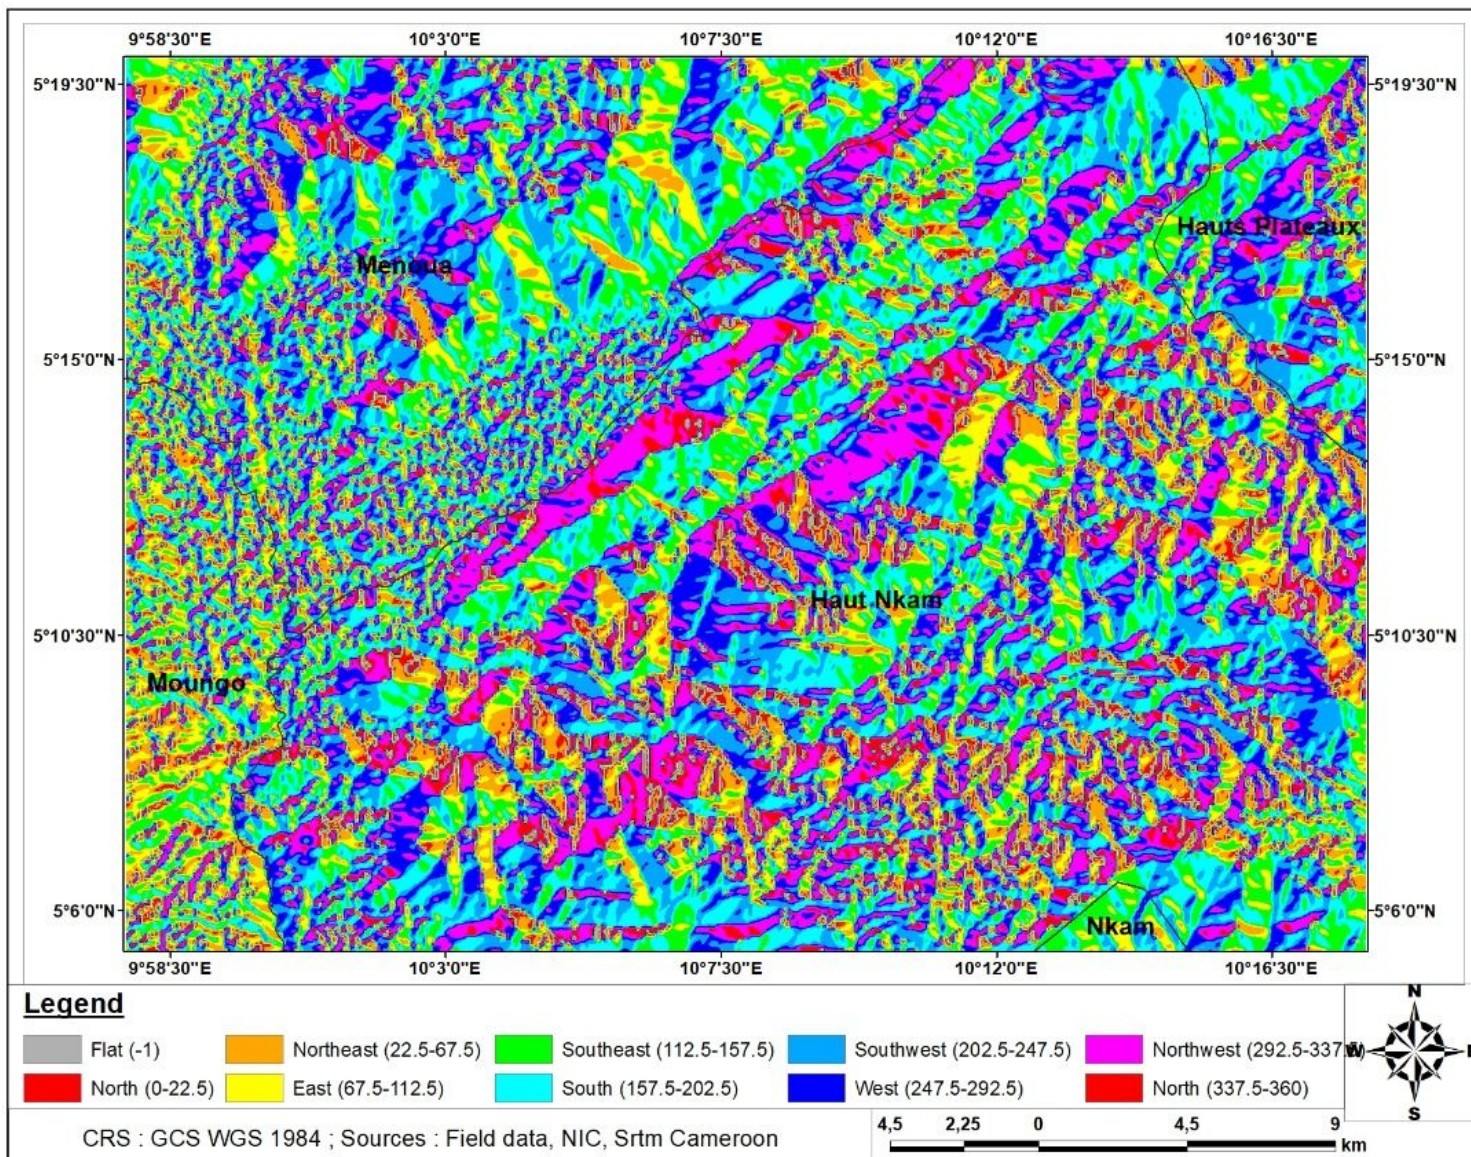 9°58'30"E 10°3'0"E 10°7'30"E 10°12'0"E 10°16'30"E
5°19'30"N 5°19'30"N
Hauts Plateaux
Menoua
5°15'0"N 5°15'0"N
Haut Nkam
5°10'30"N 5°10'30"N
Moungo
5°6'0"N 5°6'0"N
Nkam
9°58'30"E 10°3'0"E 10°7'30"E 10°12'0"E 10°16'30"E
Legend
Flat (-1) Northeast (22.5-67.5) Southeast (112.5-157.5) Southwest (202.5-247.5) Northwest (292.5-337
North (0-22.5) East (67.5-112.5) South (157.5-202.5) West (247.5-292.5) North (337.5-360)
N
W
S
CRS : GCS WGS 1984 ; Sources : Field data, NIC, Srtm Cameroon
4,5 2,25 0 4,5 9
km